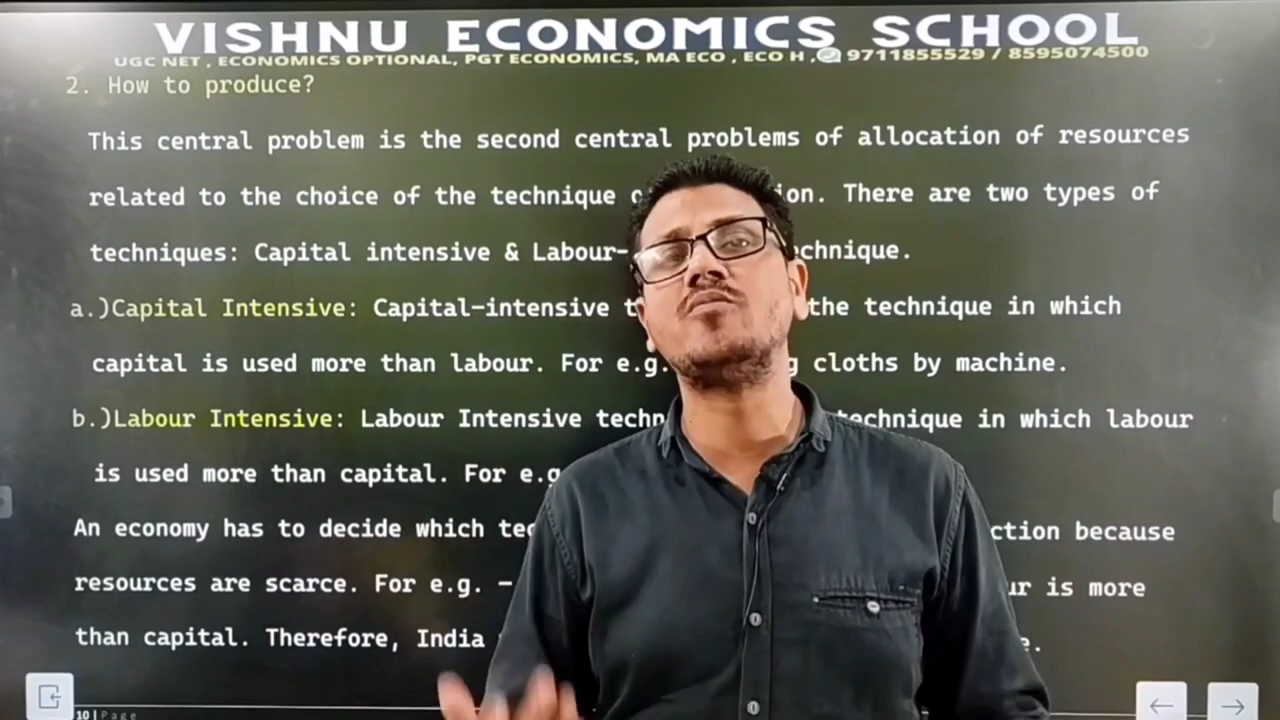 VISHNU ECONOMICS SCHOOL
UGC NET , ECONOMICS OPTIONAL, PGT ECONOMICS, MA ECO , ECO H , 9711855529 / 8595074500
2. How to produce?
This central problem is the second central problems of allocation of resources
related to the choice of the technique ion. There are two types of
techniques: Capital intensive & Labour- echnique.
a.)Capital Intensive: Capital-intensive the technique in which
capital is used more than labour. For e.g. cloths by machine.
b.)Labour Intensive: Labour Intensive techn technique in which labour
is used more than capital. For e.g
An economy has to decide which tec ction because
resources are scarce. For e.g. - ur is more
than capital. Therefore, India e.
10 | Page